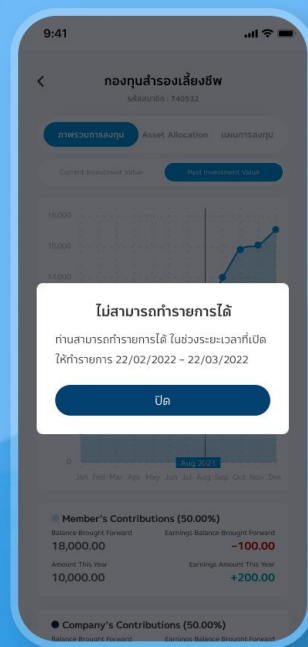 9:41
กองทุนสำรองเลี้ยงชีพ
รหัสสมาชิก : 740532
ภาพรวมการลงทุน Asset Allocation แผนการลงทุน
Current Investment Value Past Investment Value
18,000
16,000
14,000
ไม่สามารถทำรายการได้
ท่านสามารถทำรายการได้ ในช่วงระยะเวลาที่เปิด
ให้ทำรายการ 22/02/2022 – 22/03/2022
ปิด
0
Aug 2021
Jan Feb Mar Apr May Jun Jul Aug Sep Oct Nov Dec
Member's Contributions (50.00%)
Balance Brought Forward Earnings Balance Brought Forward
18,000.00 -100.00
Amount This Year Earnings Amount This Year
10,000.00 +200.00
Company's Contributions (50.00%)
Balance Brought Forward Earnings Balance Brought Forward